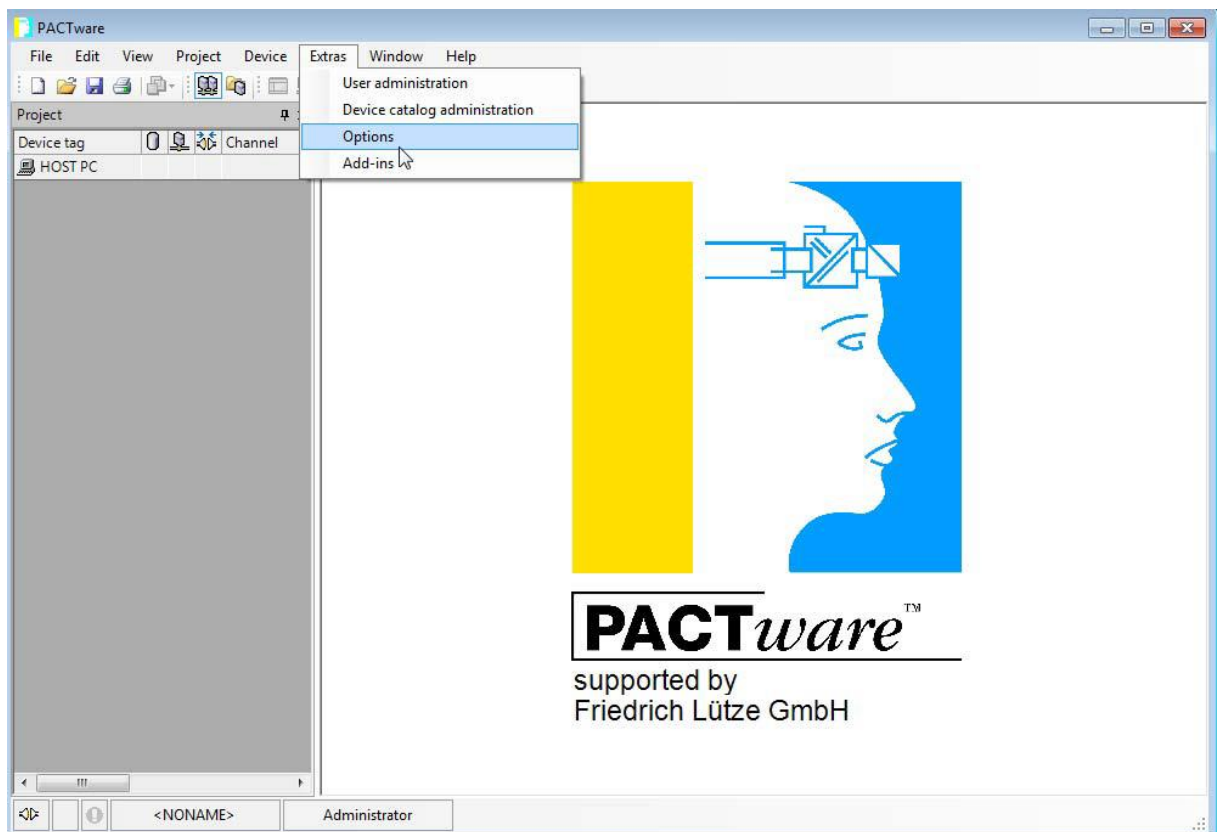 PACTware
File Edit View Project Device Extras Window Help
User administration
Device catalog administration
Options
Add-ins
Project
Device tag Channel
HOST PC
PACTware™
supported by
Friedrich Lütze GmbH
<NONAME> Administrator